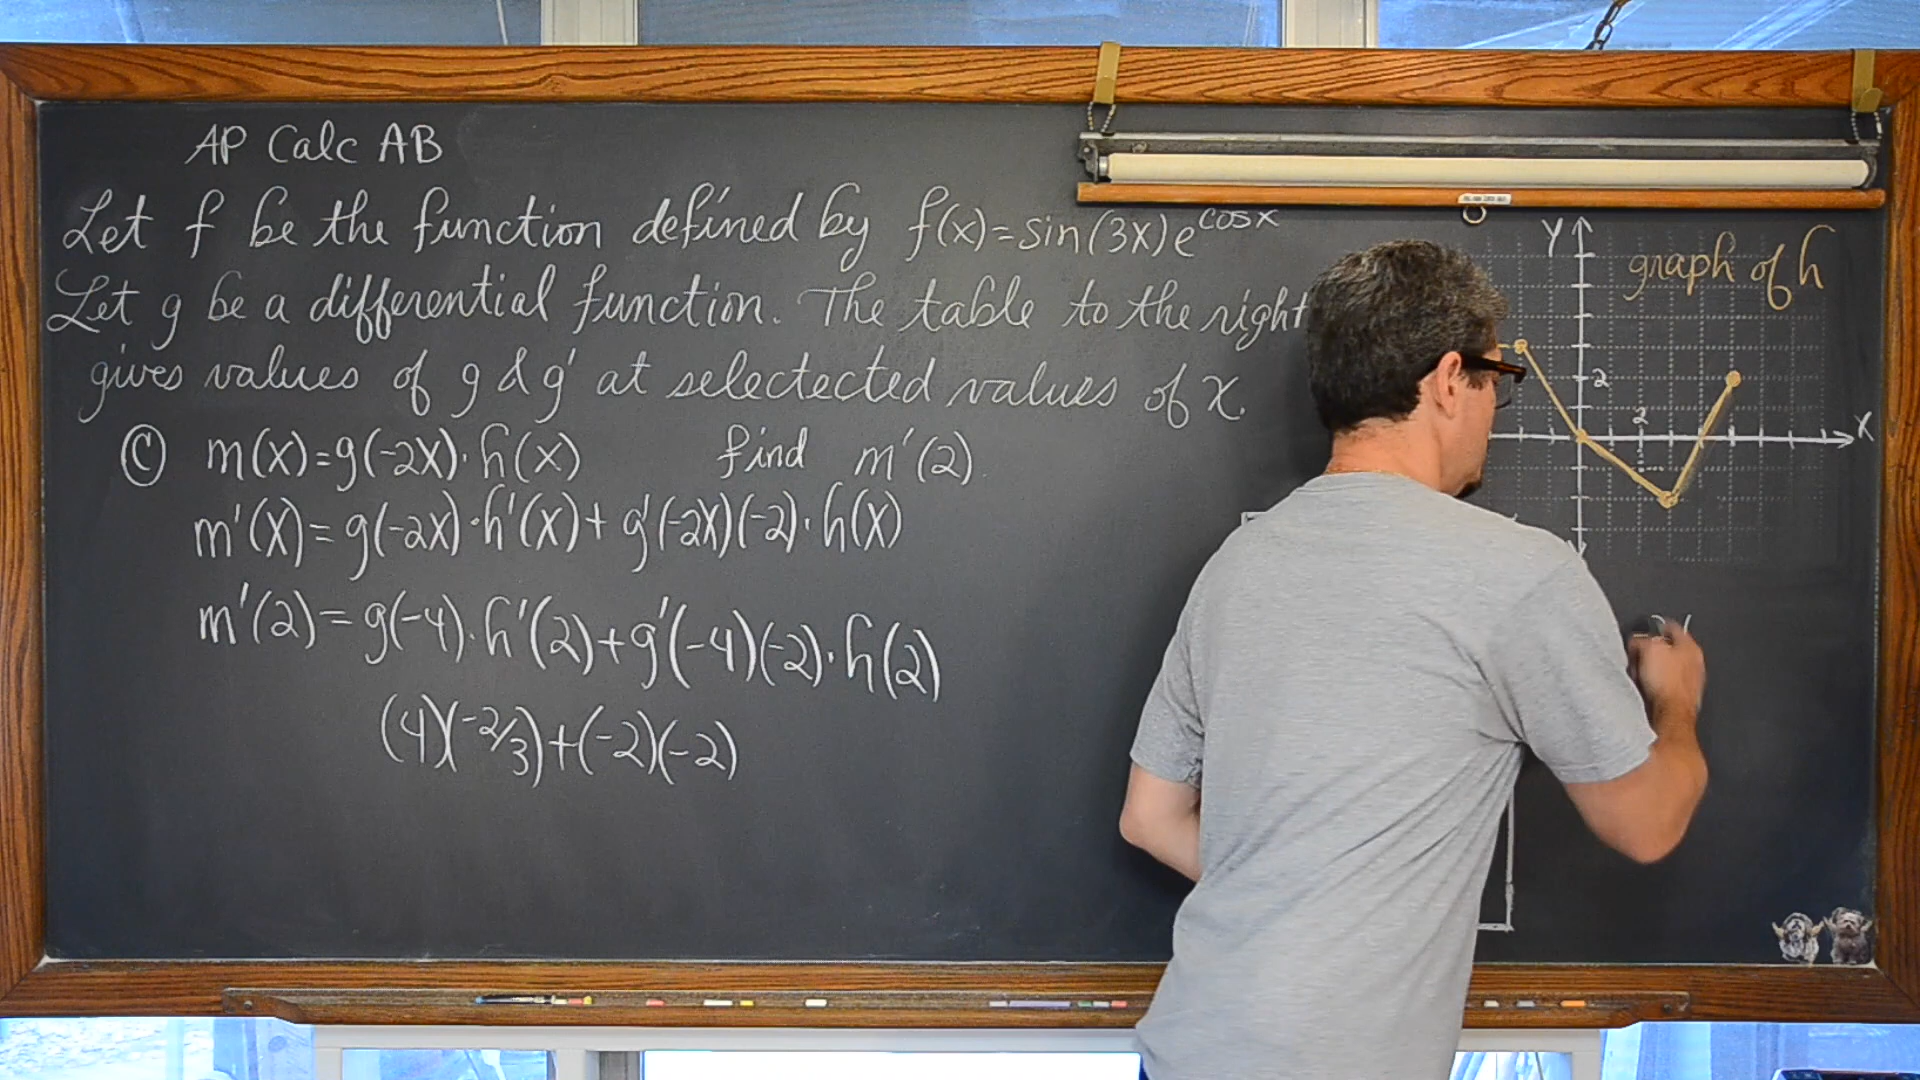 AP Calc AB
Let f be the function defined by f(x)=sin(3x)e^cosx
Let g be a differential function. The table to the right
gives values of g & g' at selectected values of x.
Ⓒ m(x)=g(-2x)·h(x) find m'(2).
m'(x)=g(-2x)·h'(x)+g'(-2x)(-2)·h(x)
m'(2)=g(-4)·h'(2)+g'(-4)(-2)·h(2)
(4)(-2/3)+(-2)(-2)
Y
graph of h
2
2
X